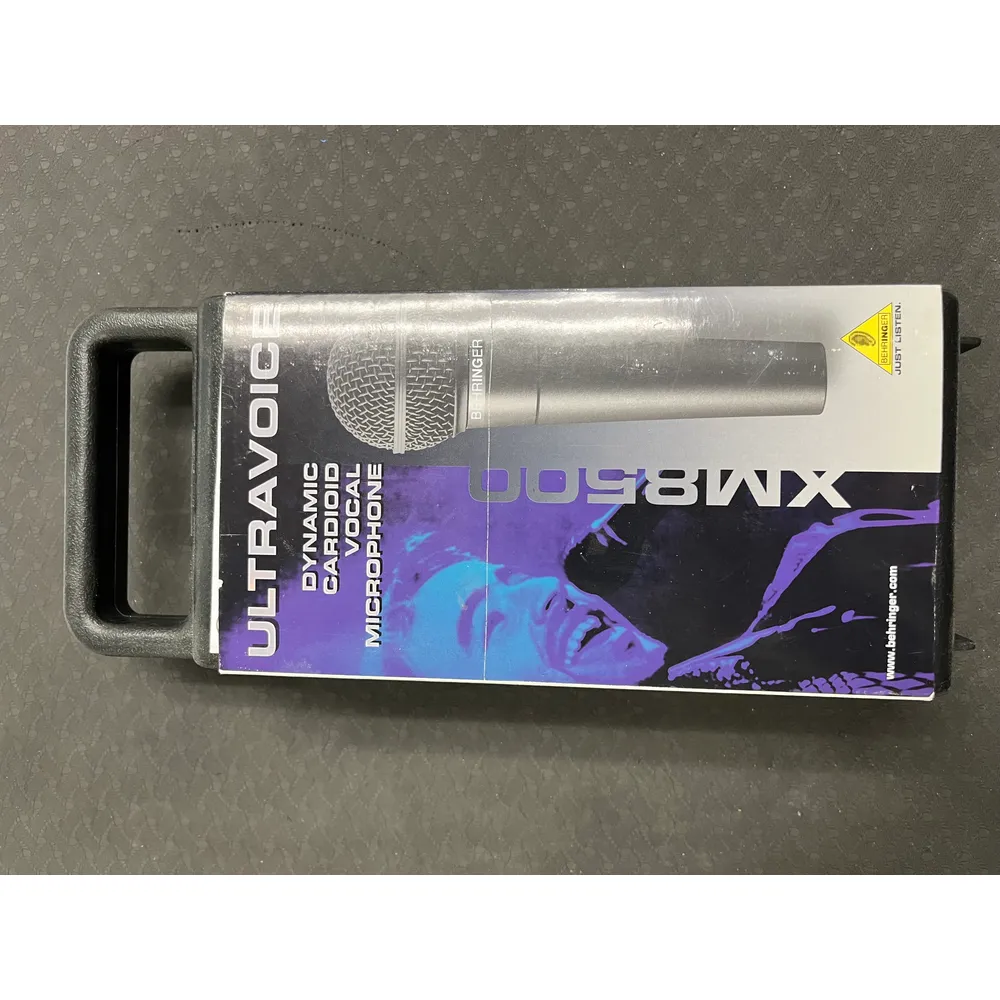 ULTRAVOICE
DYNAMIC
CARDIOID
VOCAL
MICROPHONE
BEHRINGER
XM8500
BEHRINGER
JUST LISTEN.
www.behringer.com